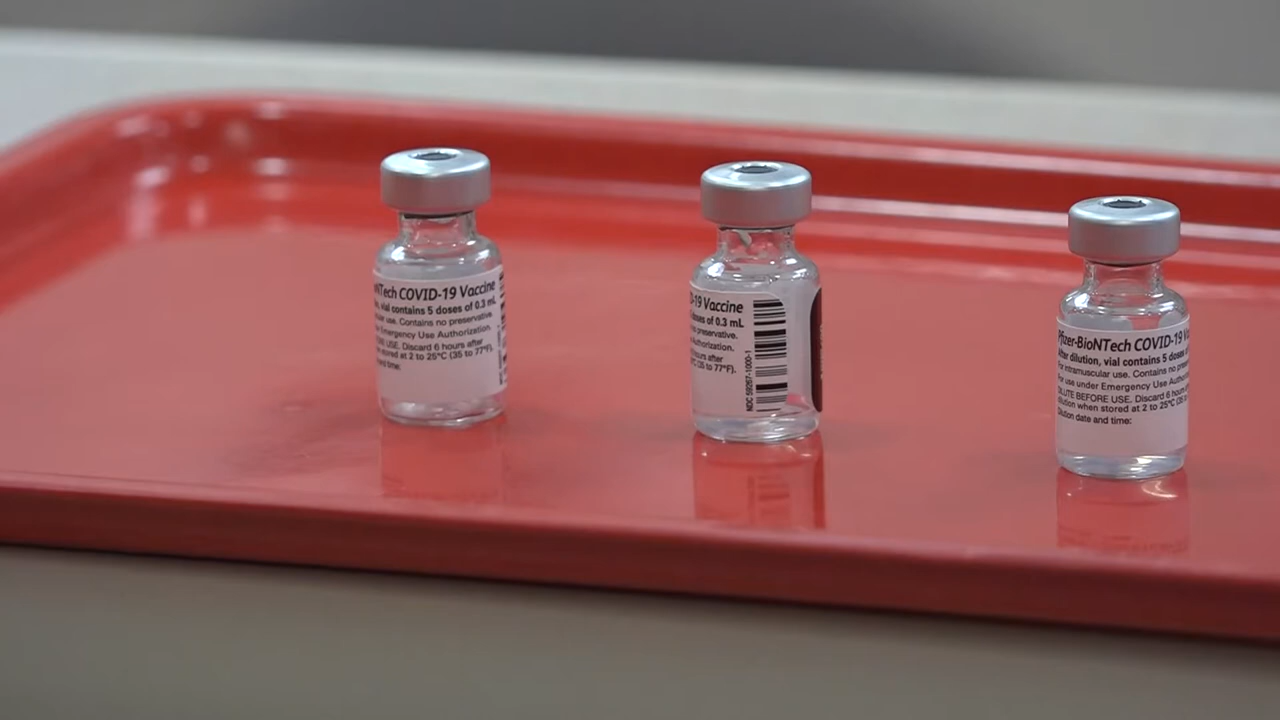 NTech COVID-19 Vaccine
vial contains 5 doses of 0.3 mL
use. Contains no preservative.
Emergency Use Authorization.
USE. Discard 6 hours after
stored at 2 to 25°C (35 to 77°F).
and time:
-19 Vaccine
doses of 0.3 mL
preservative.
Authorization.
hours after
(35 to 77°F).
NDC 59267-1000-1
Pfizer-BioNTech COVID-19 V
After dilution, vial contains 5 doses
For intramuscular use. Contains no
For use under Emergency Use
DILUTE BEFORE USE. Discard 6 hours
dilution when stored at 2 to 25°C
Dilution date and time: